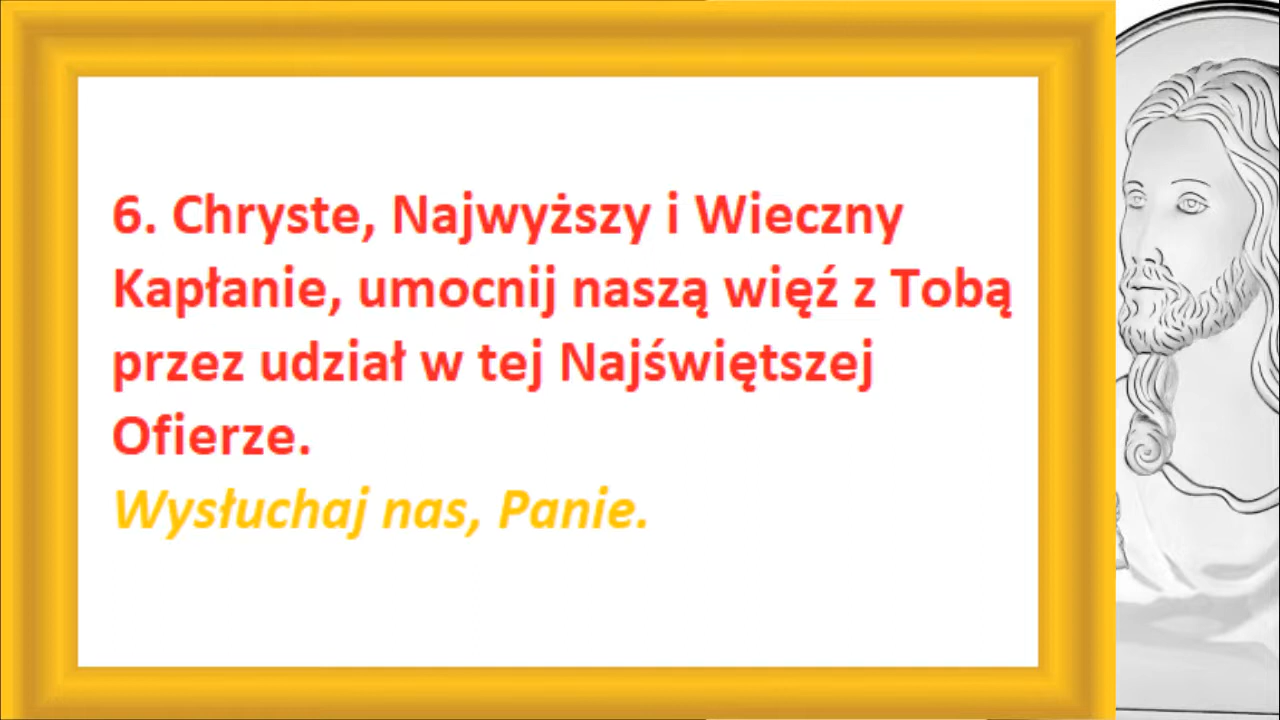 6. Chryste, Najwyższy i Wieczny
Kapłanie, umocnij naszą więź z Tobą
przez udział w tej Najświętszej
Ofierze.
Wysłuchaj nas, Panie.